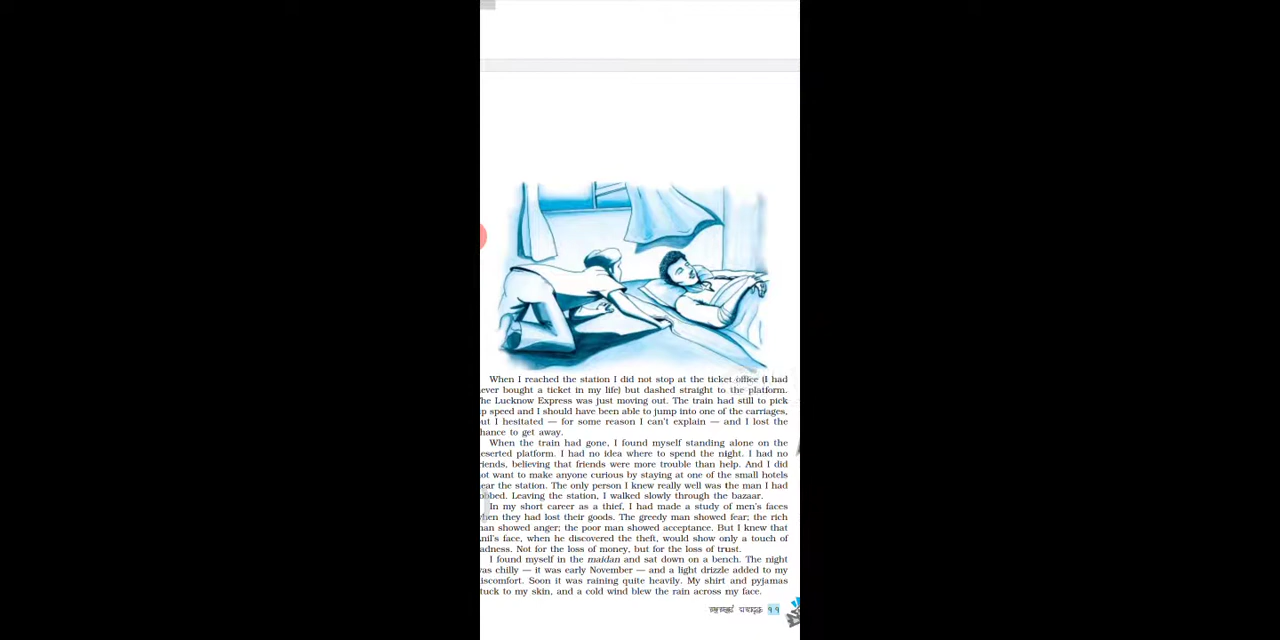 When I reached the station I did not stop at the ticket office (I had
ever bought a ticket in my life) but dashed straight to the platform.
he Lucknow Express was just moving out. The train had still to pick
p speed and I should have been able to jump into one of the carriages,
ut I hesitated — for some reason I can't explain — and I lost the
hance to get away.
When the train had gone, I found myself standing alone on the
eserted platform. I had no idea where to spend the night. I had no
riends, believing that friends were more trouble than help. And I did
ot want to make anyone curious by staying at one of the small hotels
ear the station. The only person I knew really well was the man I had
obbed. Leaving the station, I walked slowly through the bazaar.
In my short career as a thief, I had made a study of men's faces
hen they had lost their goods. The greedy man showed fear; the rich
an showed anger; the poor man showed acceptance. But I knew that
nil's face, when he discovered the theft, would show only a touch of
adness. Not for the loss of money, but for the loss of trust.
I found myself in the maidan and sat down on a bench. The night
as chilly — it was early November — and a light drizzle added to my
iscomfort. Soon it was raining quite heavily. My shirt and pyjamas
tuck to my skin, and a cold wind blew the rain across my face.
११